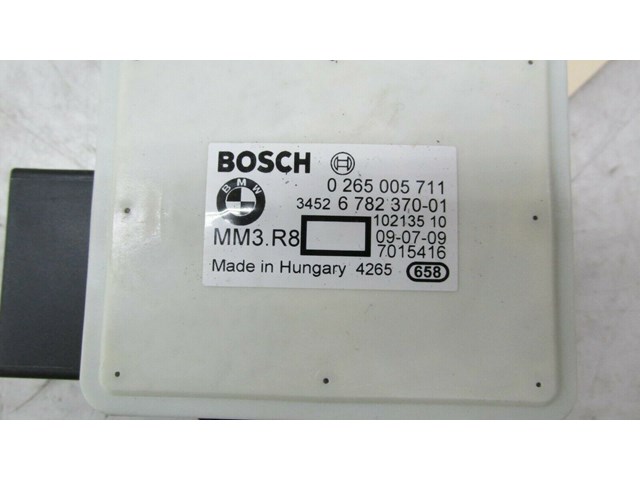 BOSCH
BMW
0 265 005 711
3452 6 782 370-01
102135 10
MM3.R8
09-07-09
7015416
Made in Hungary 4265 658